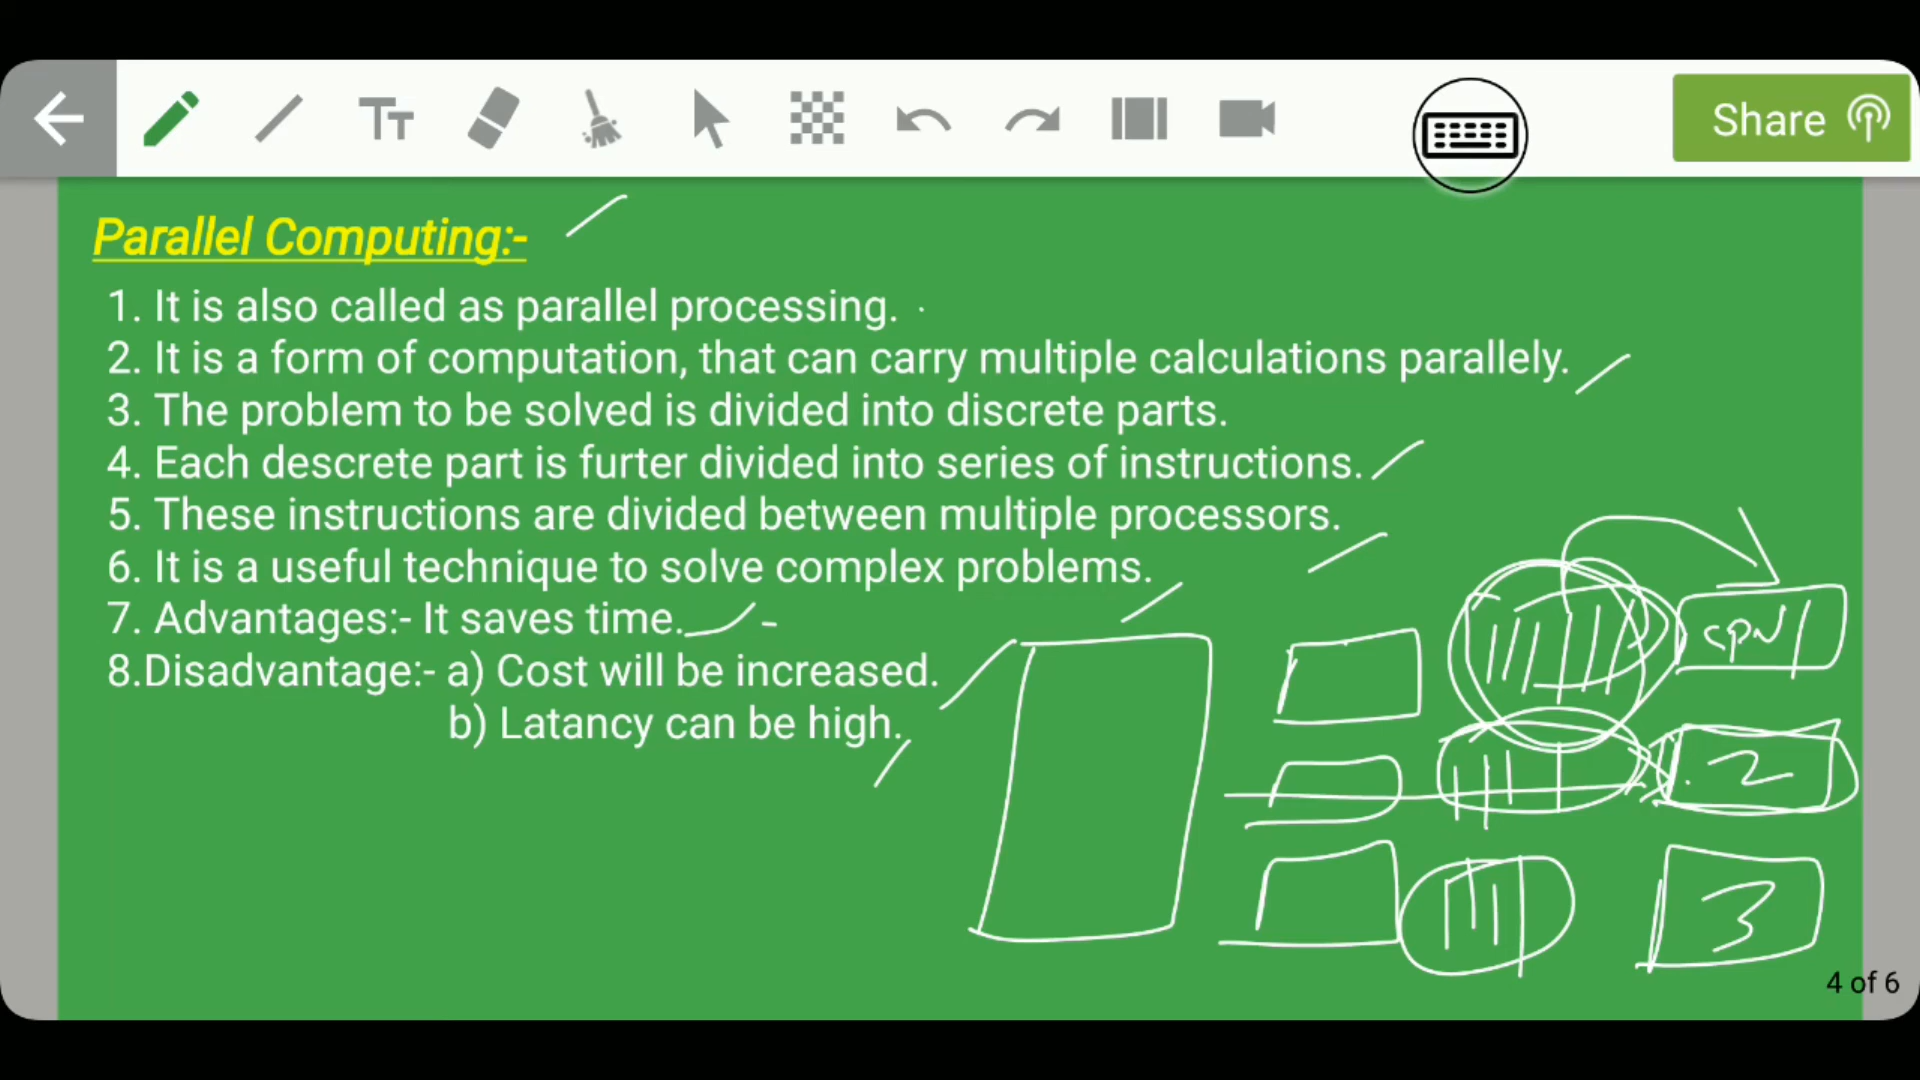 Tт
Share
Parallel Computing:-
1. It is also called as parallel processing.
2. It is a form of computation, that can carry multiple calculations parallely.
3. The problem to be solved is divided into discrete parts.
4. Each descrete part is furter divided into series of instructions.
5. These instructions are divided between multiple processors.
6. It is a useful technique to solve complex problems.
7. Advantages:- It saves time.
8.Disadvantage:- a) Cost will be increased.
b) Latancy can be high.
cpu 1
2
3
4 of 6